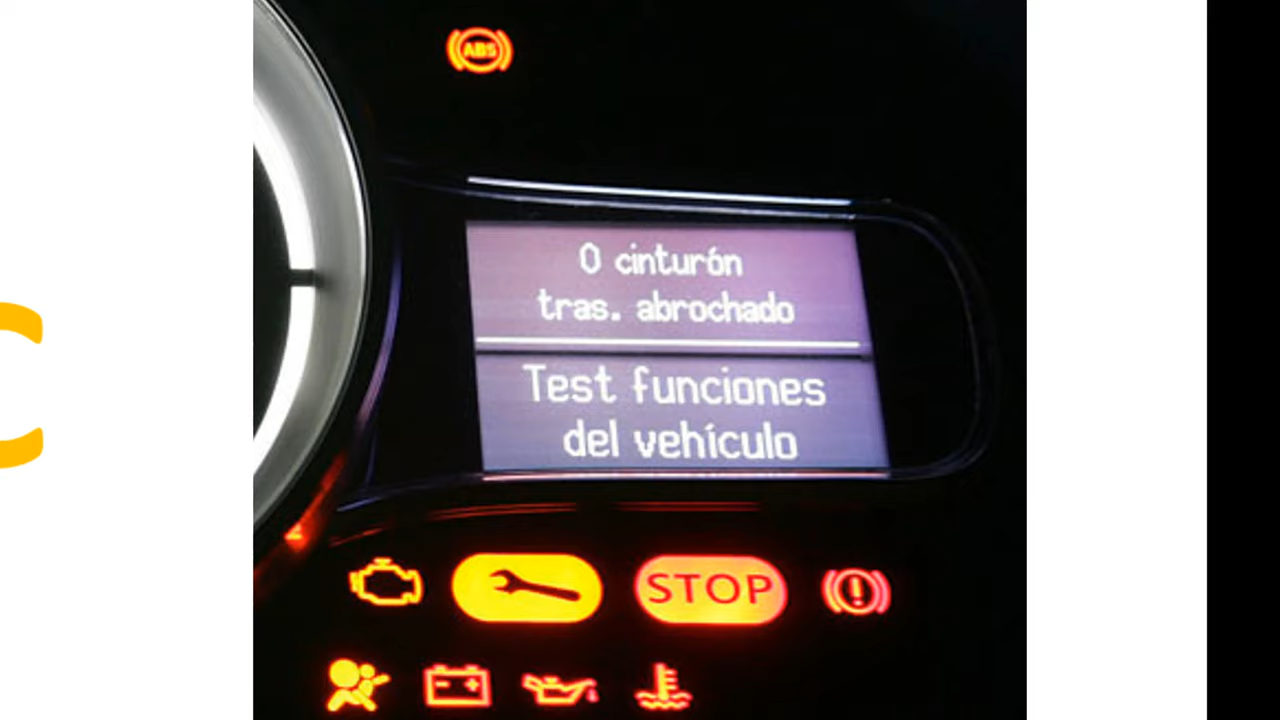 ABS
0 cinturón
tras. abrochado
Test funciones
del vehículo
STOP